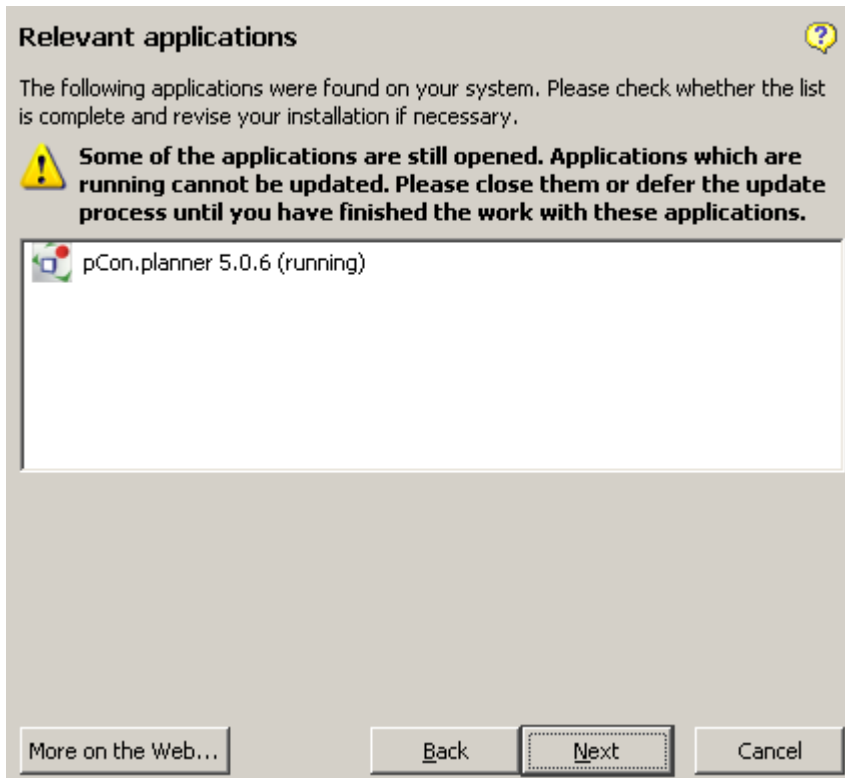 Relevant applications
The following applications were found on your system. Please check whether the list
is complete and revise your installation if necessary.
Some of the applications are still opened. Applications which are
running cannot be updated. Please close them or defer the update
process until you have finished the work with these applications.
pCon.planner 5.0.6 (running)
More on the Web... Back Next Cancel